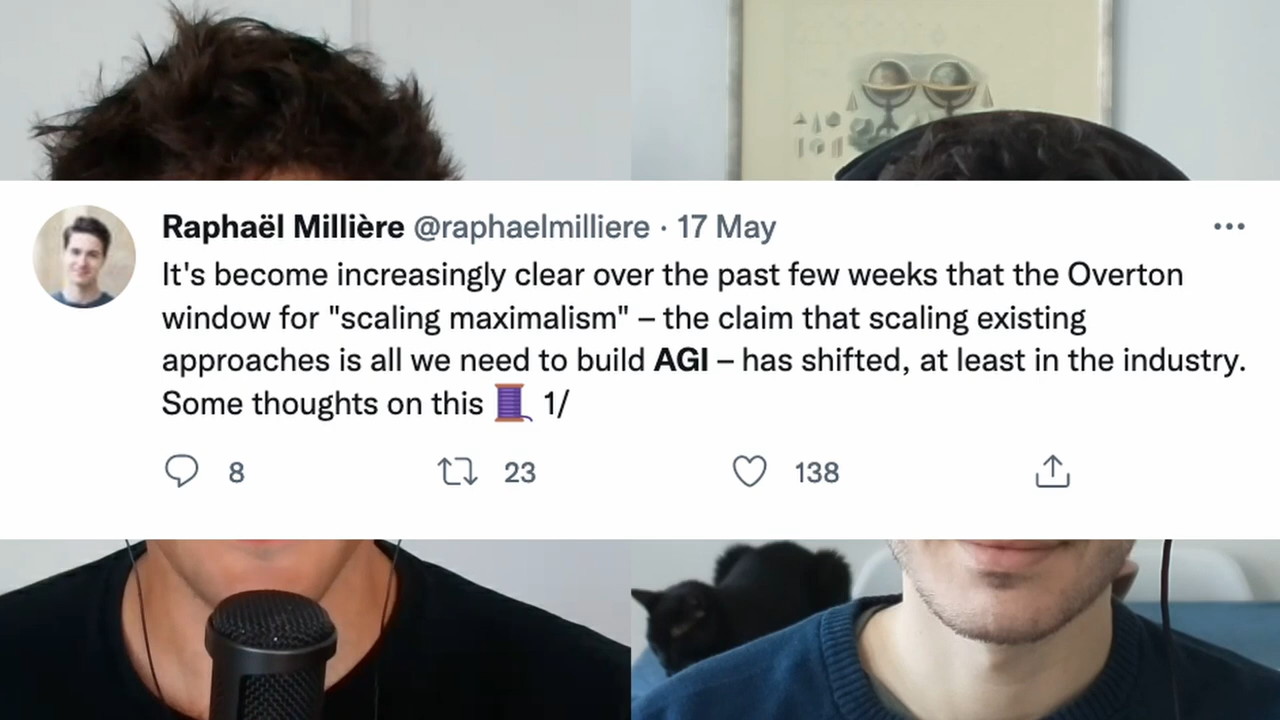 Raphaël Millière @raphaelmilliere · 17 May
It's become increasingly clear over the past few weeks that the Overton
window for "scaling maximalism" – the claim that scaling existing
approaches is all we need to build AGI – has shifted, at least in the industry.
Some thoughts on this 🧵 1/
8 23 138